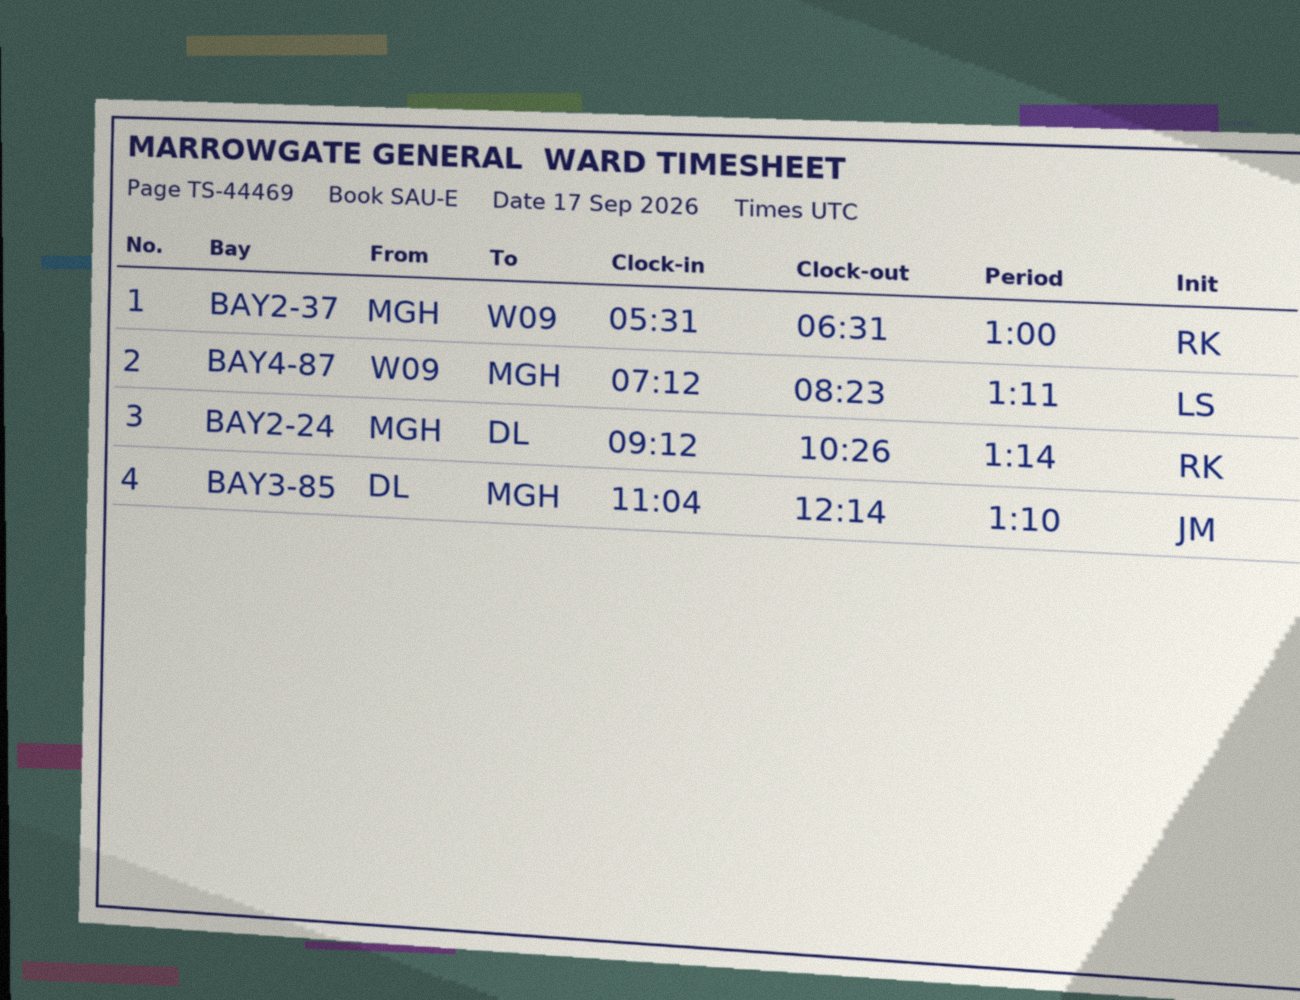 MARROWGATE GENERAL WARD TIMESHEET
Page TS-44469 Book SAU-E Date 17 Sep 2026 Times UTC
No. Bay From To Clock-in Clock-out Period Init
1 BAY2-37 MGH W09 05:31 06:31 1:00 RK
2 BAY4-87 W09 MGH 07:12 08:23 1:11 LS
3 BAY2-24 MGH DL 09:12 10:26 1:14 RK
4 BAY3-85 DL MGH 11:04 12:14 1:10 JM